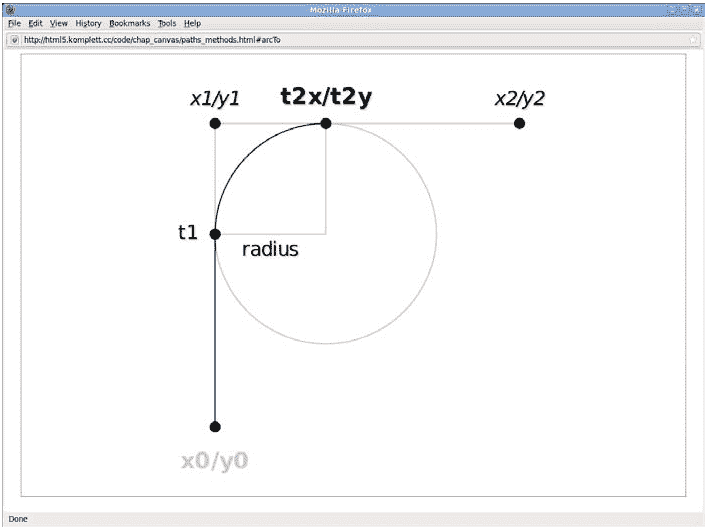 Mozilla Firefox
File Edit View History Bookmarks Tools Help
http://html5.komplett.cc/code/chap_canvas/paths_methods.html#arcTo
x1/y1 t2x/t2y x2/y2
t1
radius
x0/y0
Done